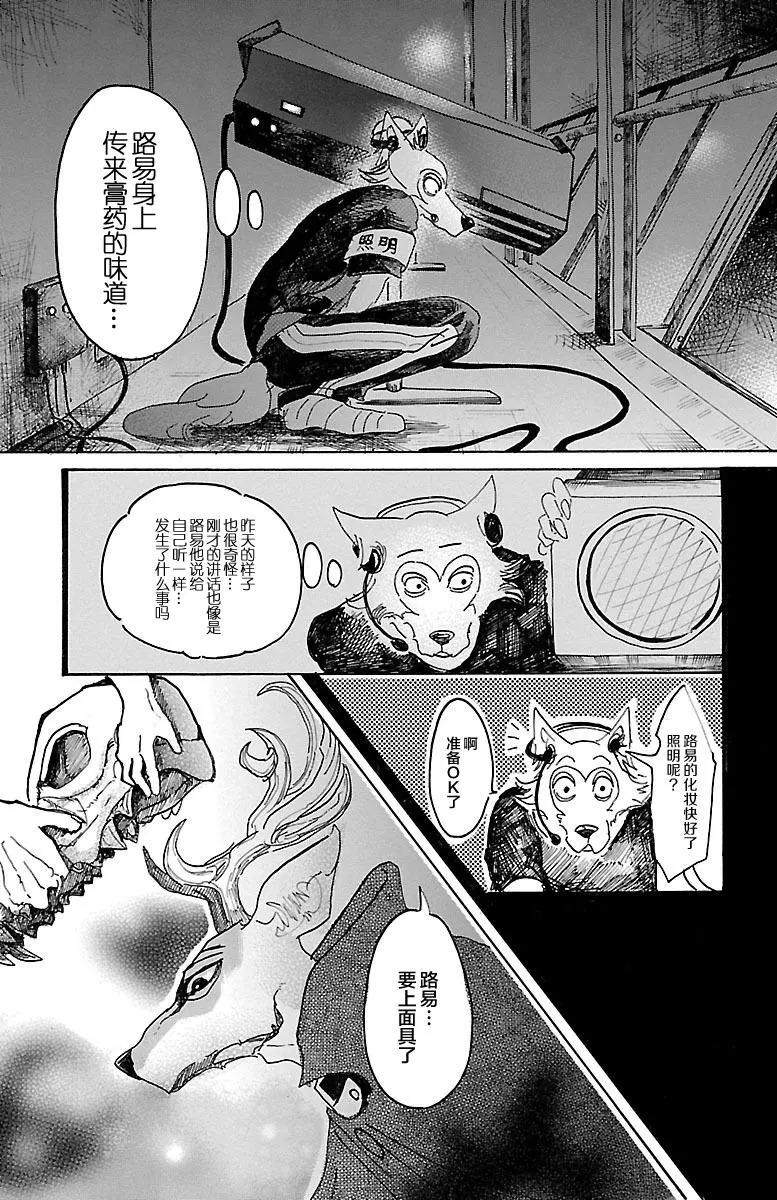 路易身上
传来膏药的味道…
照明
昨天的样子
也很奇怪…
刚才的讲话也像是
路易他说给
自己听一样…
发生了什么事吗
路易的化妆快好了
照明呢？
啊
准备OK了
路易…
要上面具了